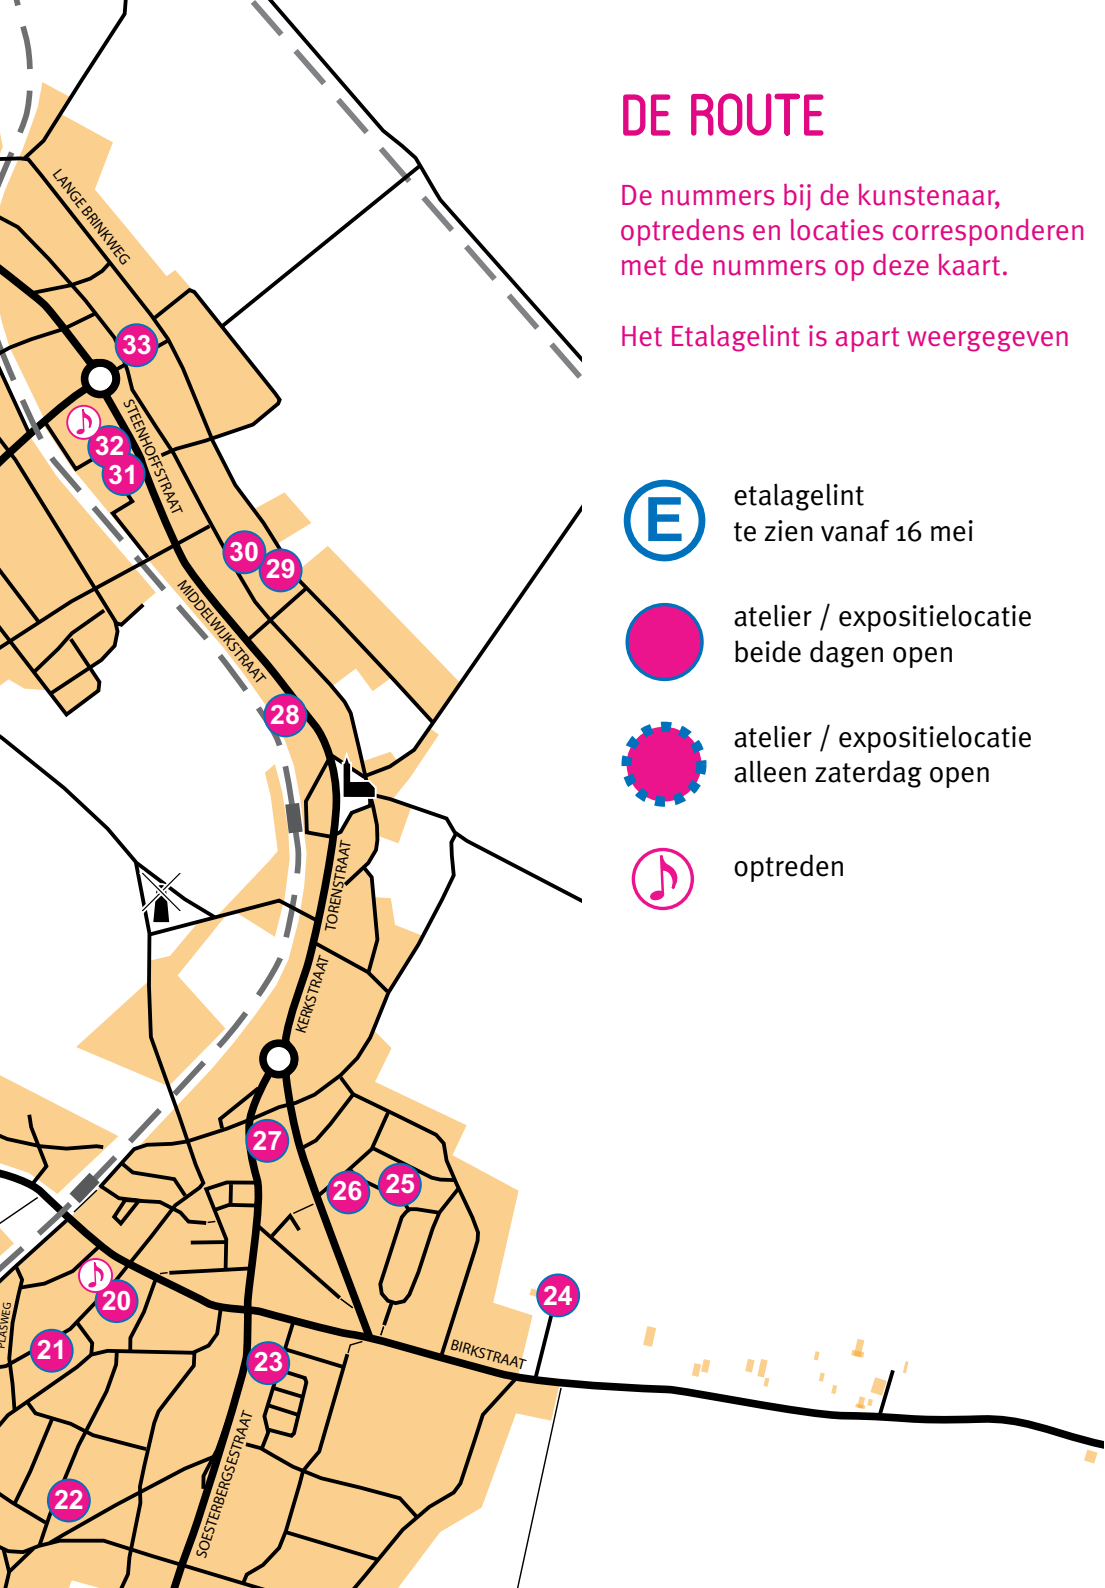 DE ROUTE
De nummers bij de kunstenaar,
optredens en locaties corresponderen
met de nummers op deze kaart.
Het Etalagelint is apart weergegeven
E
etalagelint
te zien vanaf 16 mei
atelier / expositielocatie
beide dagen open
atelier / expositielocatie
alleen zaterdag open
optreden
LANGE BRINKWEG
33
STEENHOFFSTRAAT
32
31
30
29
MIDDELWIJKSTRAAT
28
TORENSTRAAT
KERKSTRAAT
27
26
25
24
20
PLASWEG
21
23
BIRKSTRAAT
SOESTERBERGSESTRAAT
22